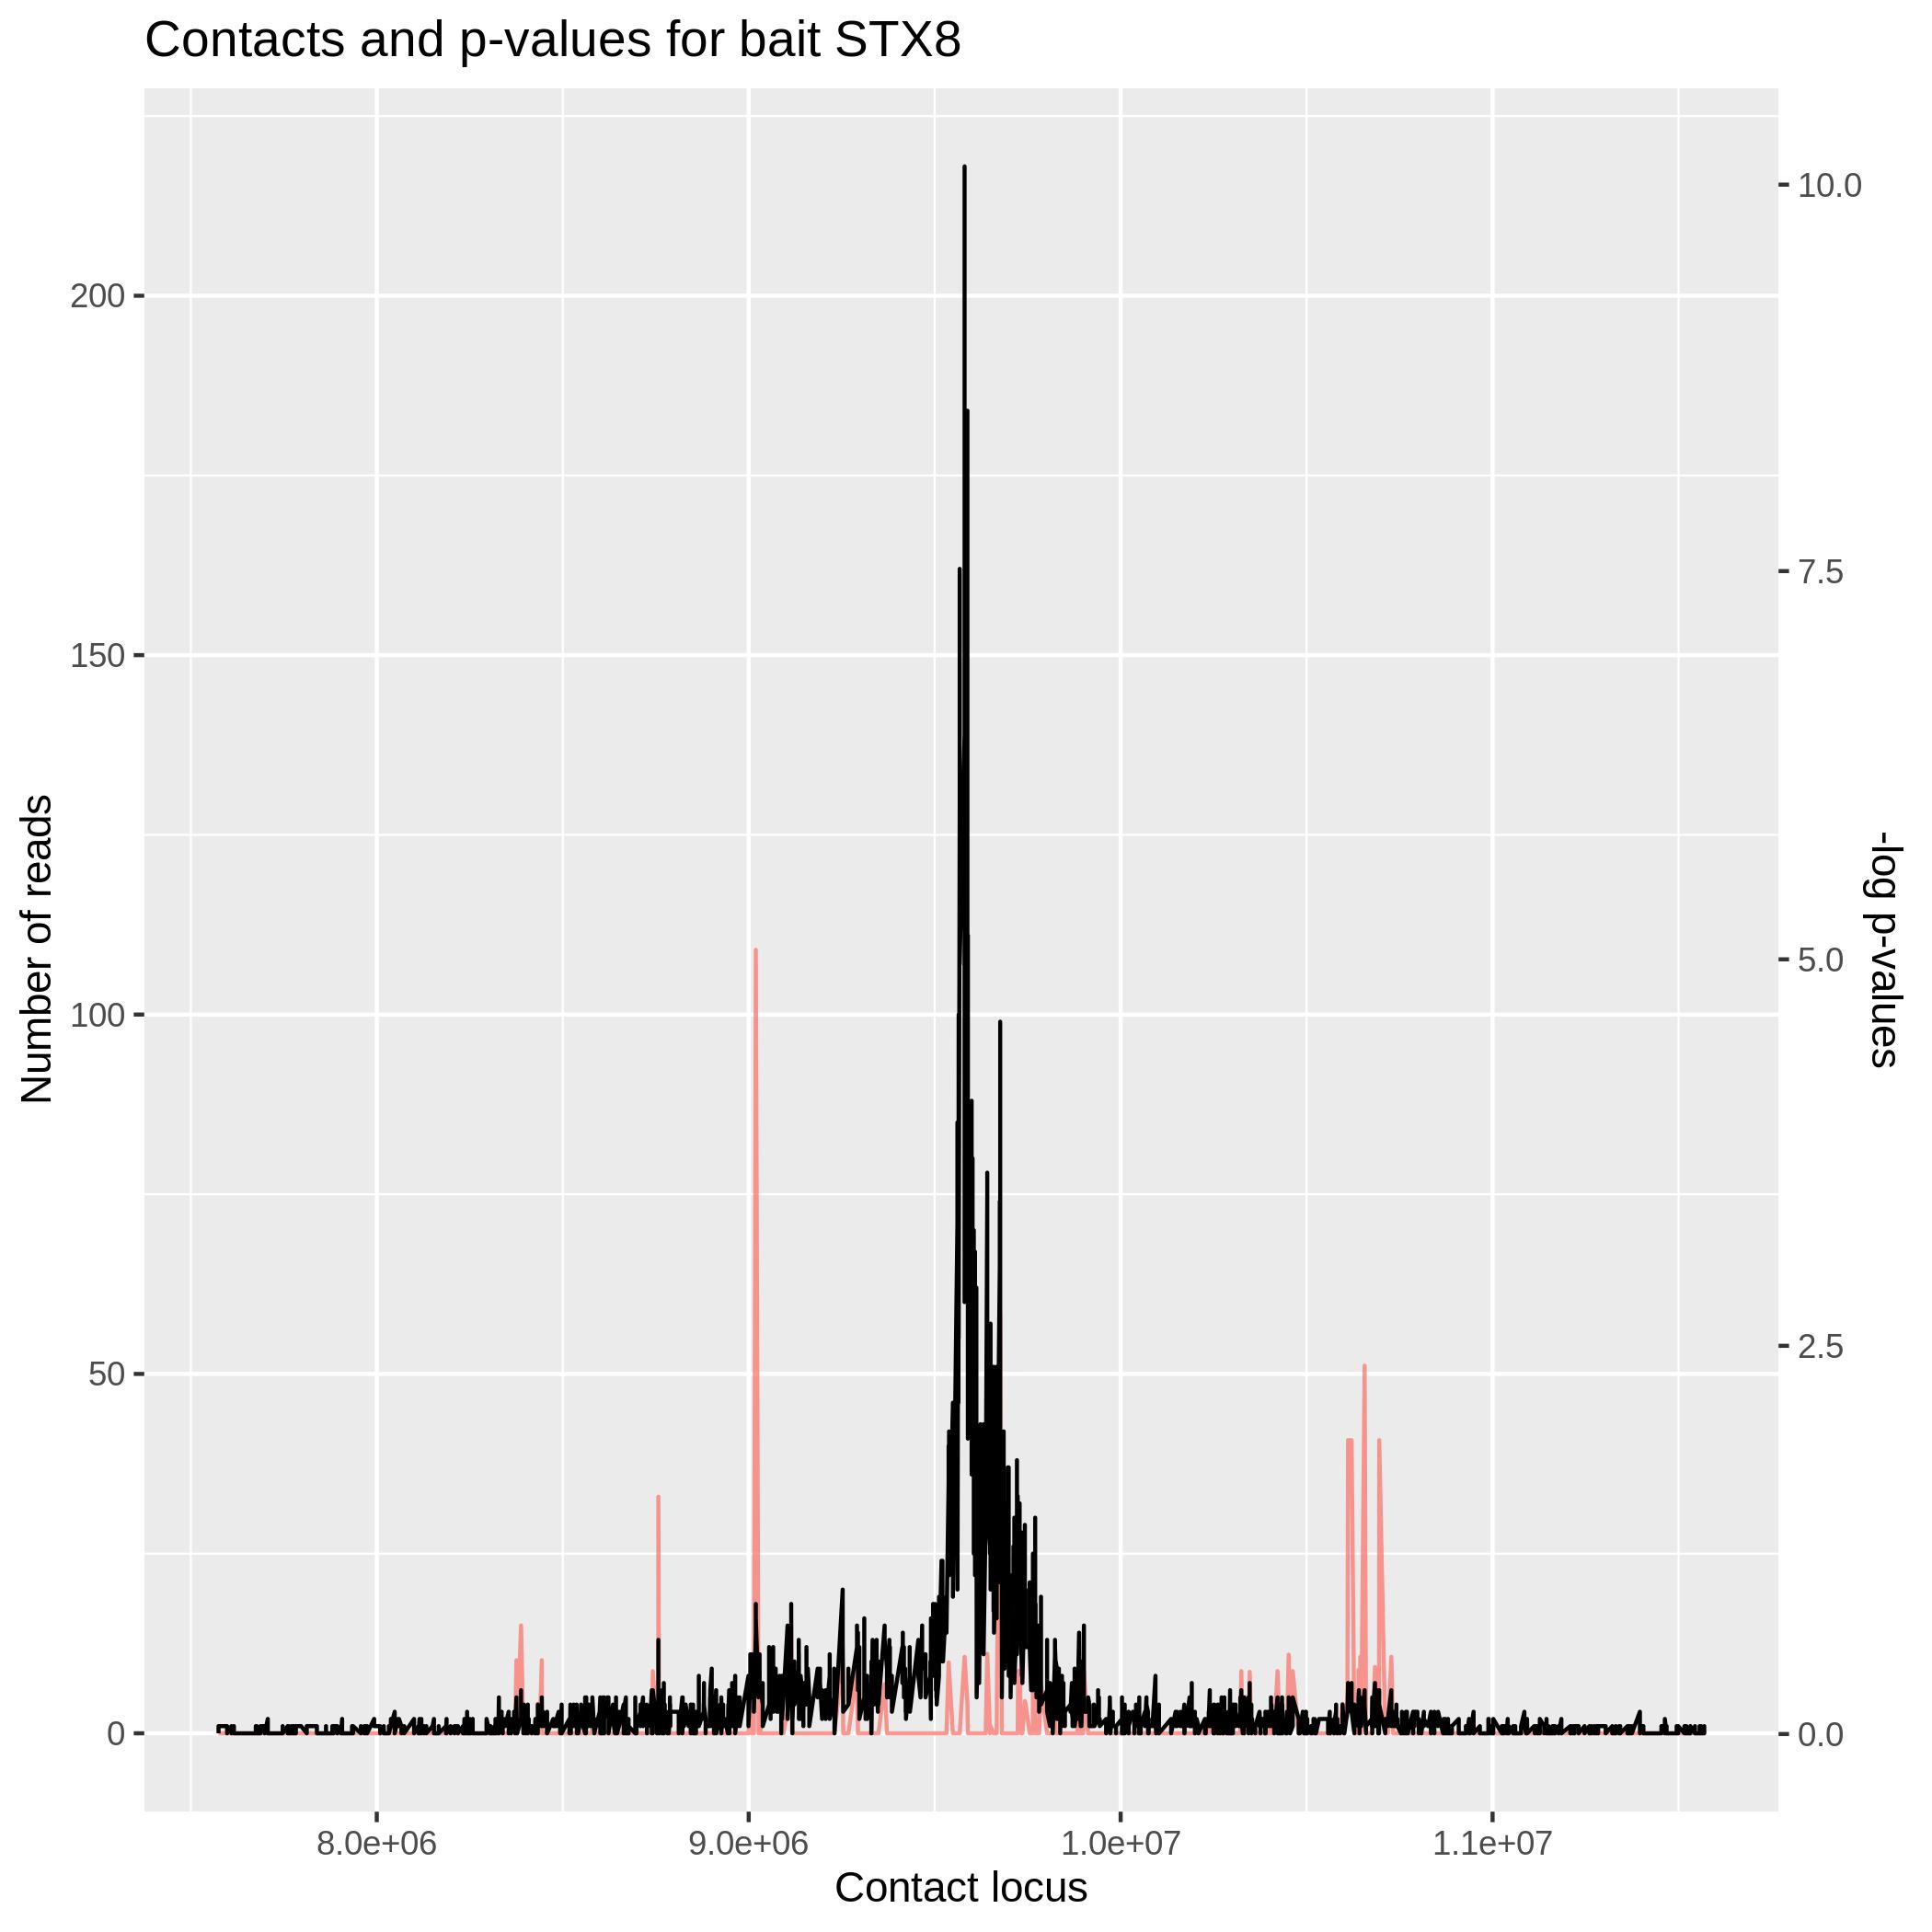 Contacts and p-values for bait STX8
Number of reads
200
150
100
50
0
10.0
7.5
5.0
2.5
0.0
-log p-values
8.0e+06
9.0e+06
1.0e+07
1.1e+07
Contact locus